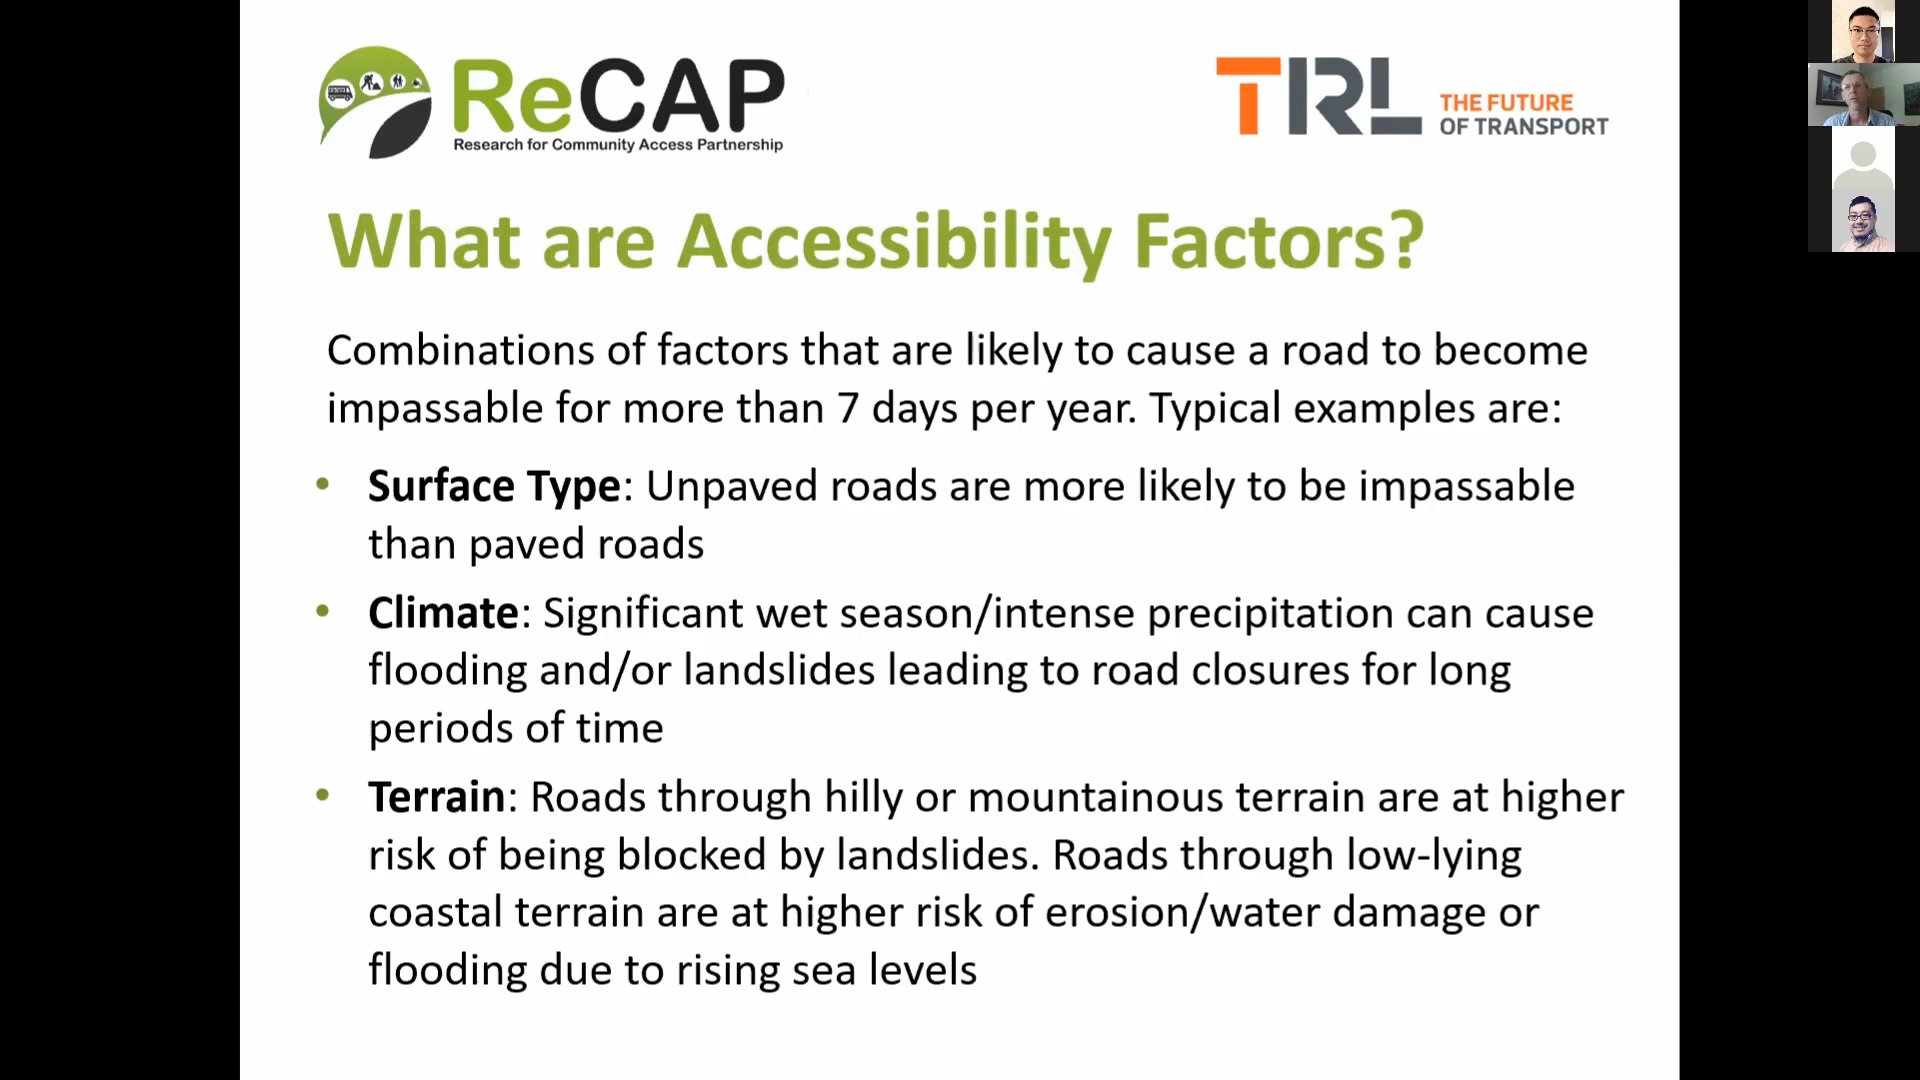 ReCAP
Research for Community Access Partnership
TRL
THE FUTURE
OF TRANSPORT
What are Accessibility Factors?
Combinations of factors that are likely to cause a road to become
impassable for more than 7 days per year. Typical examples are:
• Surface Type: Unpaved roads are more likely to be impassable
than paved roads
• Climate: Significant wet season/intense precipitation can cause
flooding and/or landslides leading to road closures for long
periods of time
• Terrain: Roads through hilly or mountainous terrain are at higher
risk of being blocked by landslides. Roads through low-lying
coastal terrain are at higher risk of erosion/water damage or
flooding due to rising sea levels